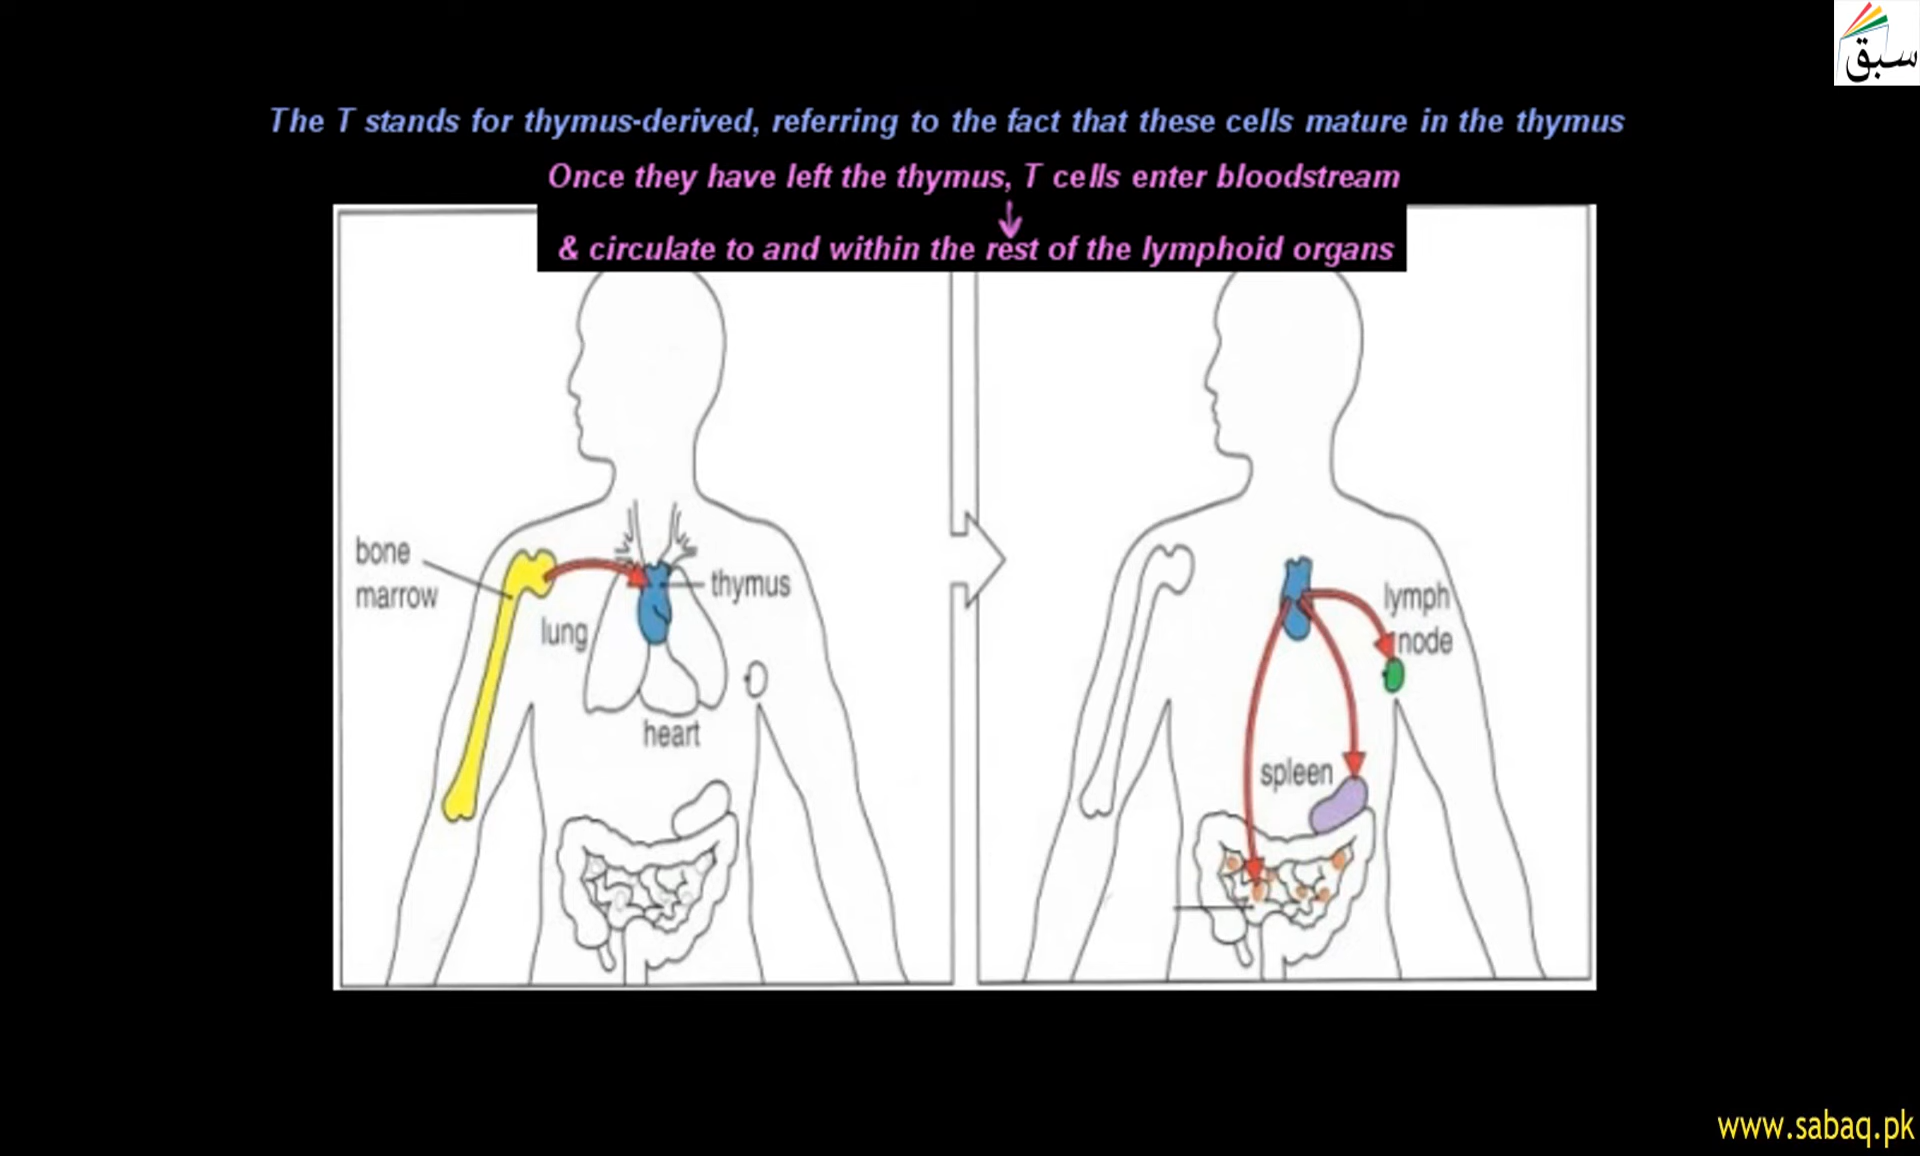 سبق
The T stands for thymus-derived, referring to the fact that these cells mature in the thymus
Once they have left the thymus, T cells enter bloodstream
& circulate to and within the rest of the lymphoid organs
bone
marrow
lung
thymus
heart
lymph
node
spleen
www.sabaq.pk